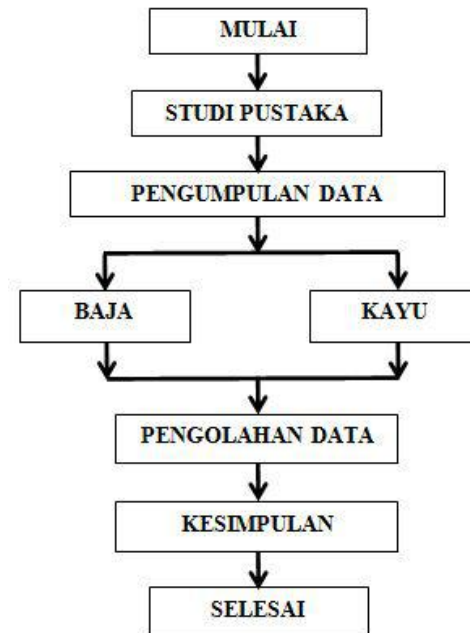 MULAI
STUDI PUSTAKA
PENGUMPULAN DATA
BAJA
KAYU
PENGOLAHAN DATA
KESIMPULAN
SELESAI